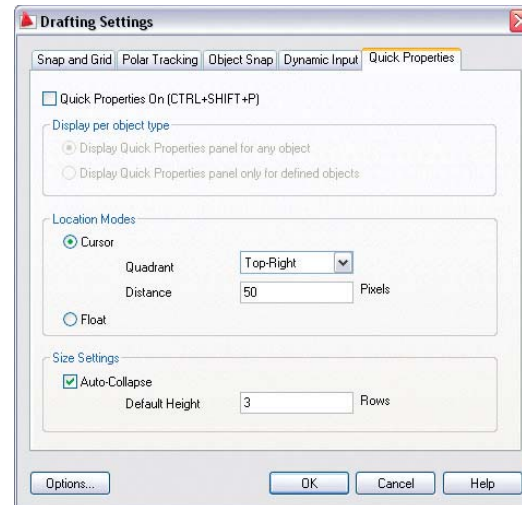 Drafting Settings
Snap and Grid Polar Tracking Object Snap Dynamic Input Quick Properties
Quick Properties On (CTRL+SHIFT+P)
Display per object type
Display Quick Properties panel for any object
Display Quick Properties panel only for defined objects
Location Modes
Cursor
Quadrant Top-Right
Distance 50 Pixels
Float
Size Settings
Auto-Collapse
Default Height 3 Rows
Options... OK Cancel Help